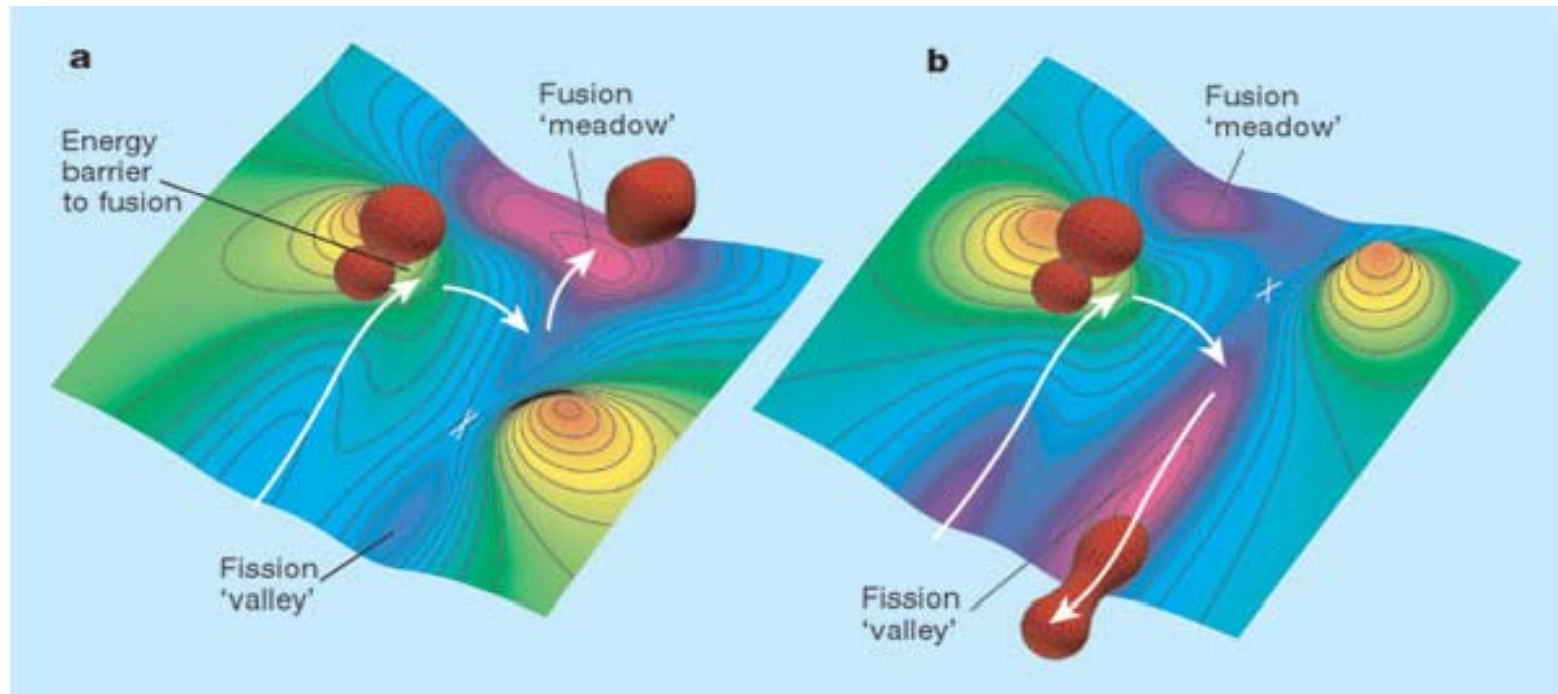 a
Energy
barrier
to fusion
Fusion
‘meadow’
Fission
‘valley’
b
Fusion
‘meadow’
Fission
‘valley’